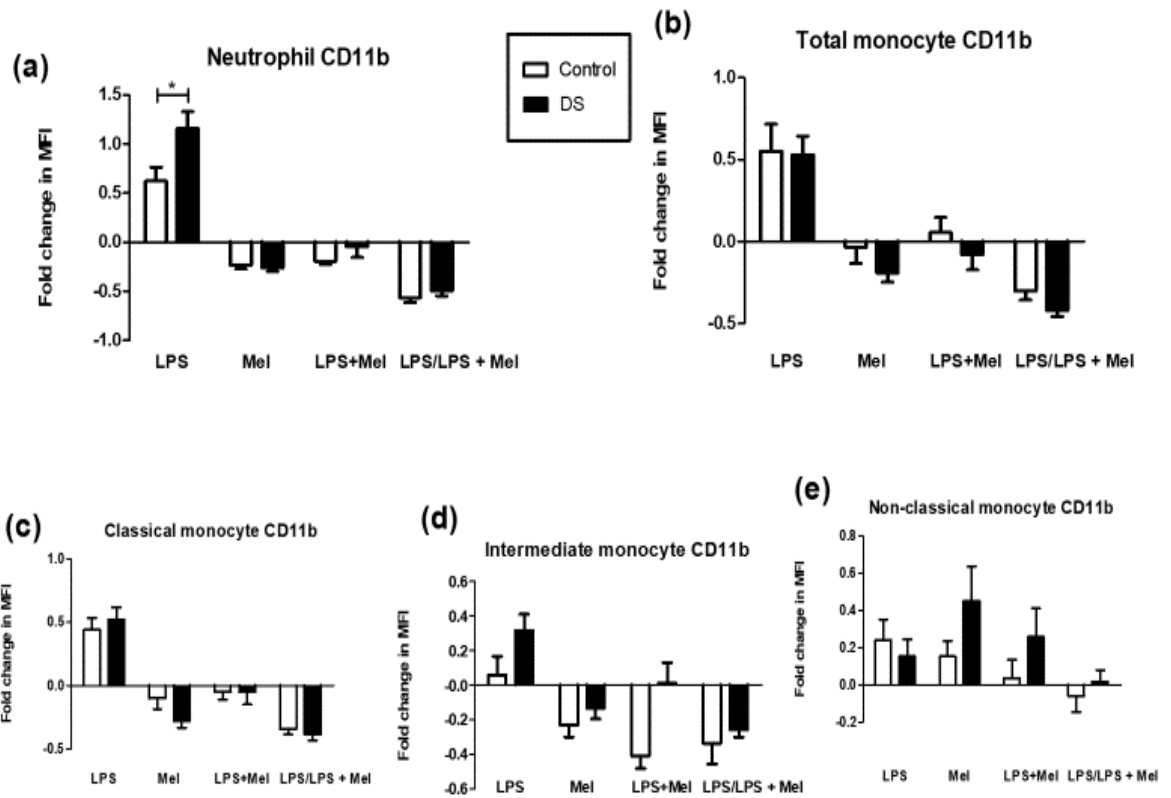 (a)
Neutrophil CD11b
Fold change in MFI
1.5
1.0
0.5
0.0
-0.5
-1.0
*
LPS Mel LPS+Mel LPS/LPS + Mel
Control
DS
(b)
Total monocyte CD11b
Fold change in MFI
1.0
0.5
0.0
-0.5
LPS Mel LPS+Mel LPS/LPS + Mel
(c)
Classical monocyte CD11b
Fold change in MFI
1.0
0.5
0.0
-0.5
LPS Mel LPS+Mel LPS/LPS + Mel
(d)
Intermediate monocyte CD11b
Fold change in MFI
0.6
0.4
0.2
-0.0
-0.2
-0.4
-0.6
LPS Mel LPS+Mel LPS/LPS + Mel
(e)
Non-classical monocyte CD11b
Fold change in MFI
0.8
0.6
0.4
0.2
0.0
-0.2
LPS Mel LPS+Mel LPS/LPS + Mel